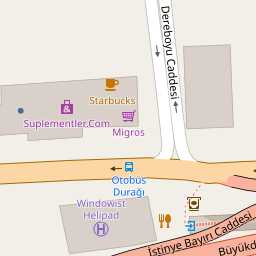 Dereboyu Caddesi
Starbucks
Suplementler.Com
Migros
Otobüs
Durağı
Windowist
Helipad
H
İstinye Bayırı Caddesi
Büyükd